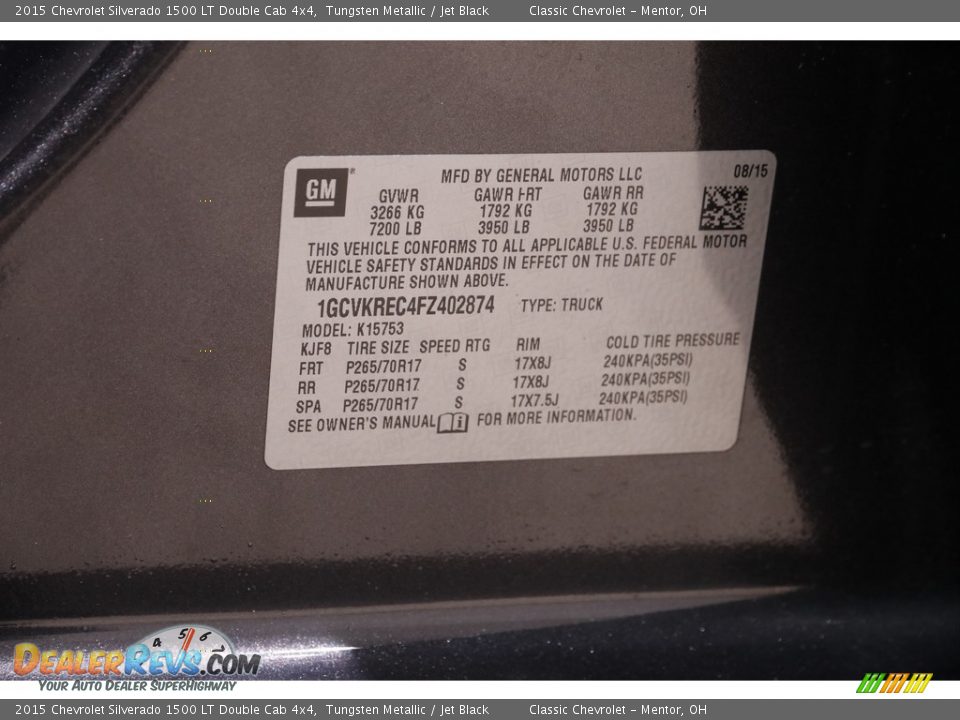 2015 Chevrolet Silverado 1500 LT Double Cab 4x4, Tungsten Metallic / Jet Black Classic Chevrolet - Mentor, OH
GM
MFD BY GENERAL MOTORS LLC 08/15
GVWR GAWR FRT GAWR RR
3266 KG 1792 KG 1792 KG
7200 LB 3950 LB 3950 LB
THIS VEHICLE CONFORMS TO ALL APPLICABLE U.S. FEDERAL MOTOR
VEHICLE SAFETY STANDARDS IN EFFECT ON THE DATE OF
MANUFACTURE SHOWN ABOVE.
1GCVKREC4FZ402874 TYPE: TRUCK
MODEL: K15753
KJF8 TIRE SIZE SPEED RTG RIM COLD TIRE PRESSURE
FRT P265/70R17 S 17X8J 240KPA(35PSI)
RR P265/70R17 S 17X8J 240KPA(35PSI)
SPA P265/70R17 S 17X7.5J 240KPA(35PSI)
SEE OWNER'S MANUAL FOR MORE INFORMATION.
4 5 6 7
DEALERREVS.COM
YOUR AUTO DEALER SUPERHIGHWAY
2015 Chevrolet Silverado 1500 LT Double Cab 4x4, Tungsten Metallic / Jet Black Classic Chevrolet - Mentor, OH